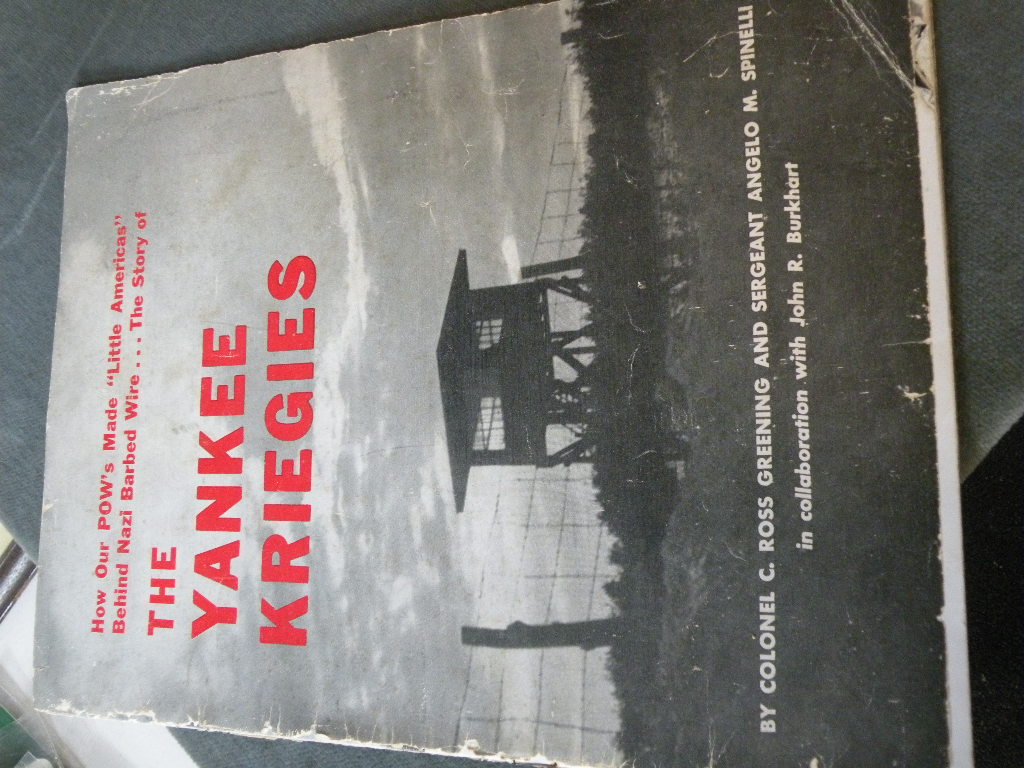 How Our POW's Made "Little Americas"
Behind Nazi Barbed Wire . . . The Story of
THE
YANKEE
KRIEGIES
BY COLONEL C. ROSS GREENING AND SERGEANT ANGELO M. SPINELLI
in collaboration with John R. Burkhart